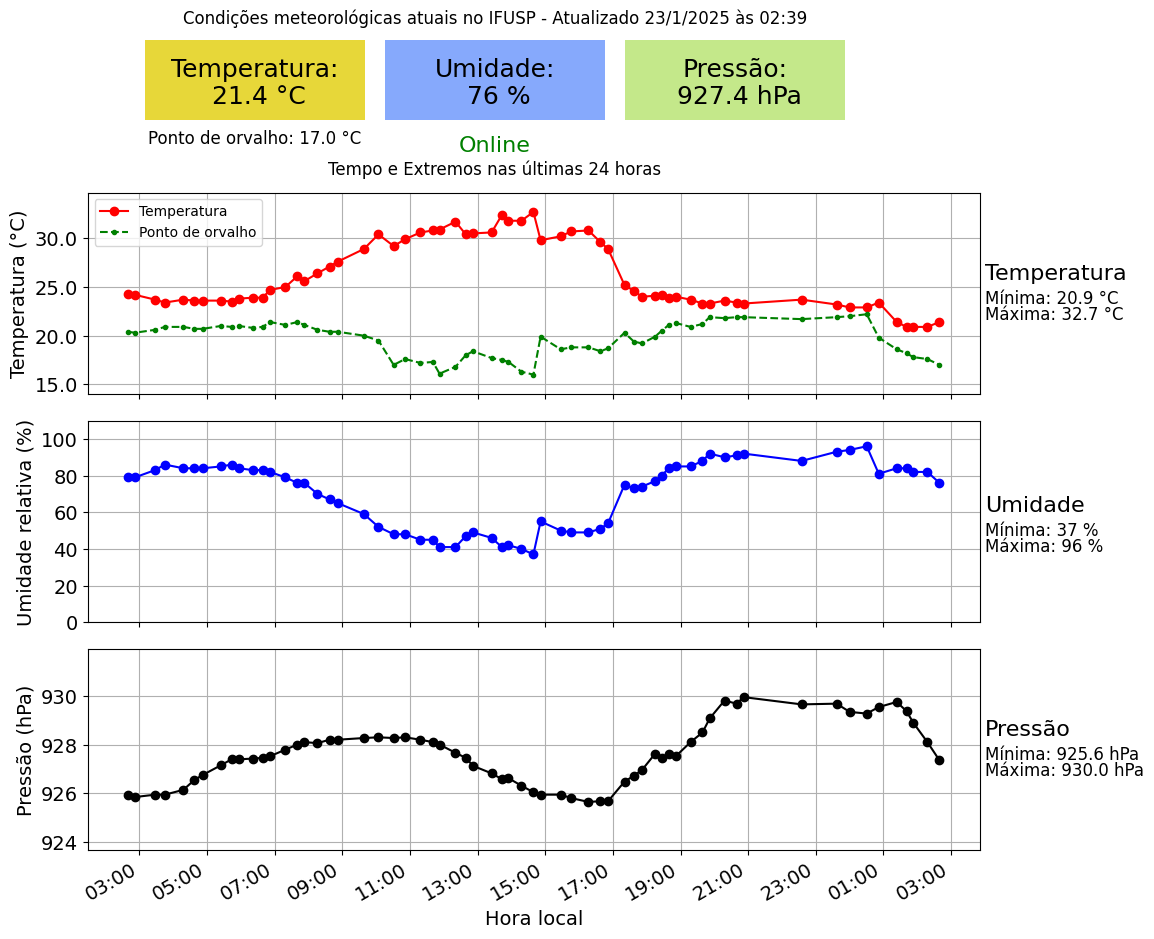 Condições meteorológicas atuais no IFUSP - Atualizado 23/1/2025 às 02:39
Temperatura:
21.4 °C
Umidade:
76 %
Pressão:
927.4 hPa
Ponto de orvalho: 17.0 °C
Online
Tempo e Extremos nas últimas 24 horas
Temperatura (°C)
30.0
25.0
20.0
15.0
Temperatura
Ponto de orvalho
Temperatura
Mínima: 20.9 °C
Máxima: 32.7 °C
Umidade relativa (%)
100
80
60
40
20
0
Umidade
Mínima: 37 %
Máxima: 96 %
Pressão (hPa)
930
928
926
924
Pressão
Mínima: 925.6 hPa
Máxima: 930.0 hPa
03:00 05:00 07:00 09:00 11:00 13:00 15:00 17:00 19:00 21:00 23:00 01:00 03:00
Hora local